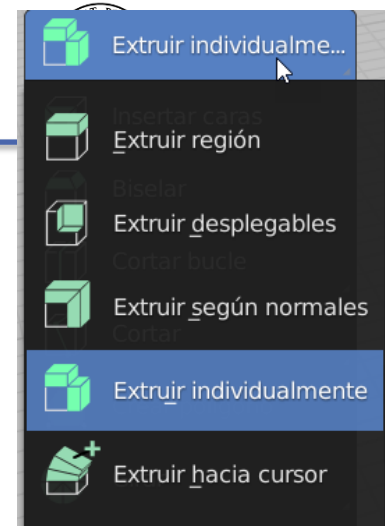 Extruir individualme...
Insertar caras
Extruir región
Biselar
Extruir desplegables
Cortar bucle
Extruir según normales
Cortar
Extruir individualmente
Extruir hacia cursor